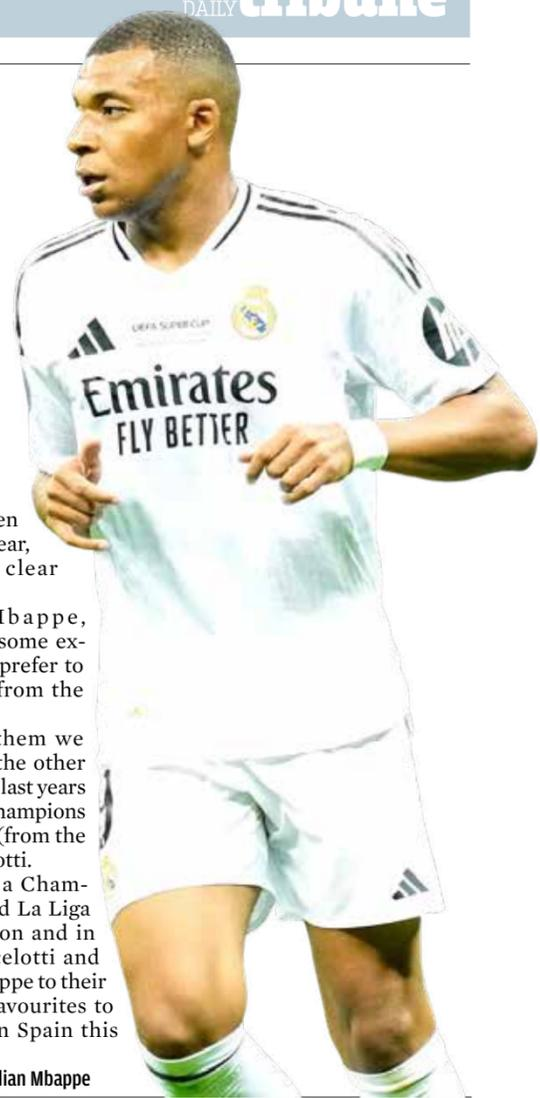 DAILY tribune
UEFA SUPER CUP
Emirates
FLY BETTER
en
ear,
clear
Ibappe,
some ex-
prefer to
from the
them we
the other
last years
hampions
(from the
otti.
a Cham-
d La Liga
on and in
elotti and
ppe to their
avourites to
n Spain this
lian Mbappe